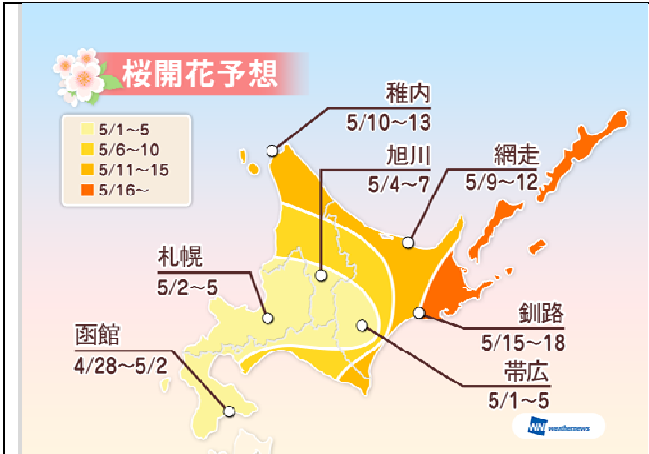 桜開花予想
5/1～5
5/6～10
5/11～15
5/16～
稚内
5/10～13
旭川
5/4～7
網走
5/9～12
札幌
5/2～5
函館
4/28～5/2
釧路
5/15～18
帯広
5/1～5
WN weathernews